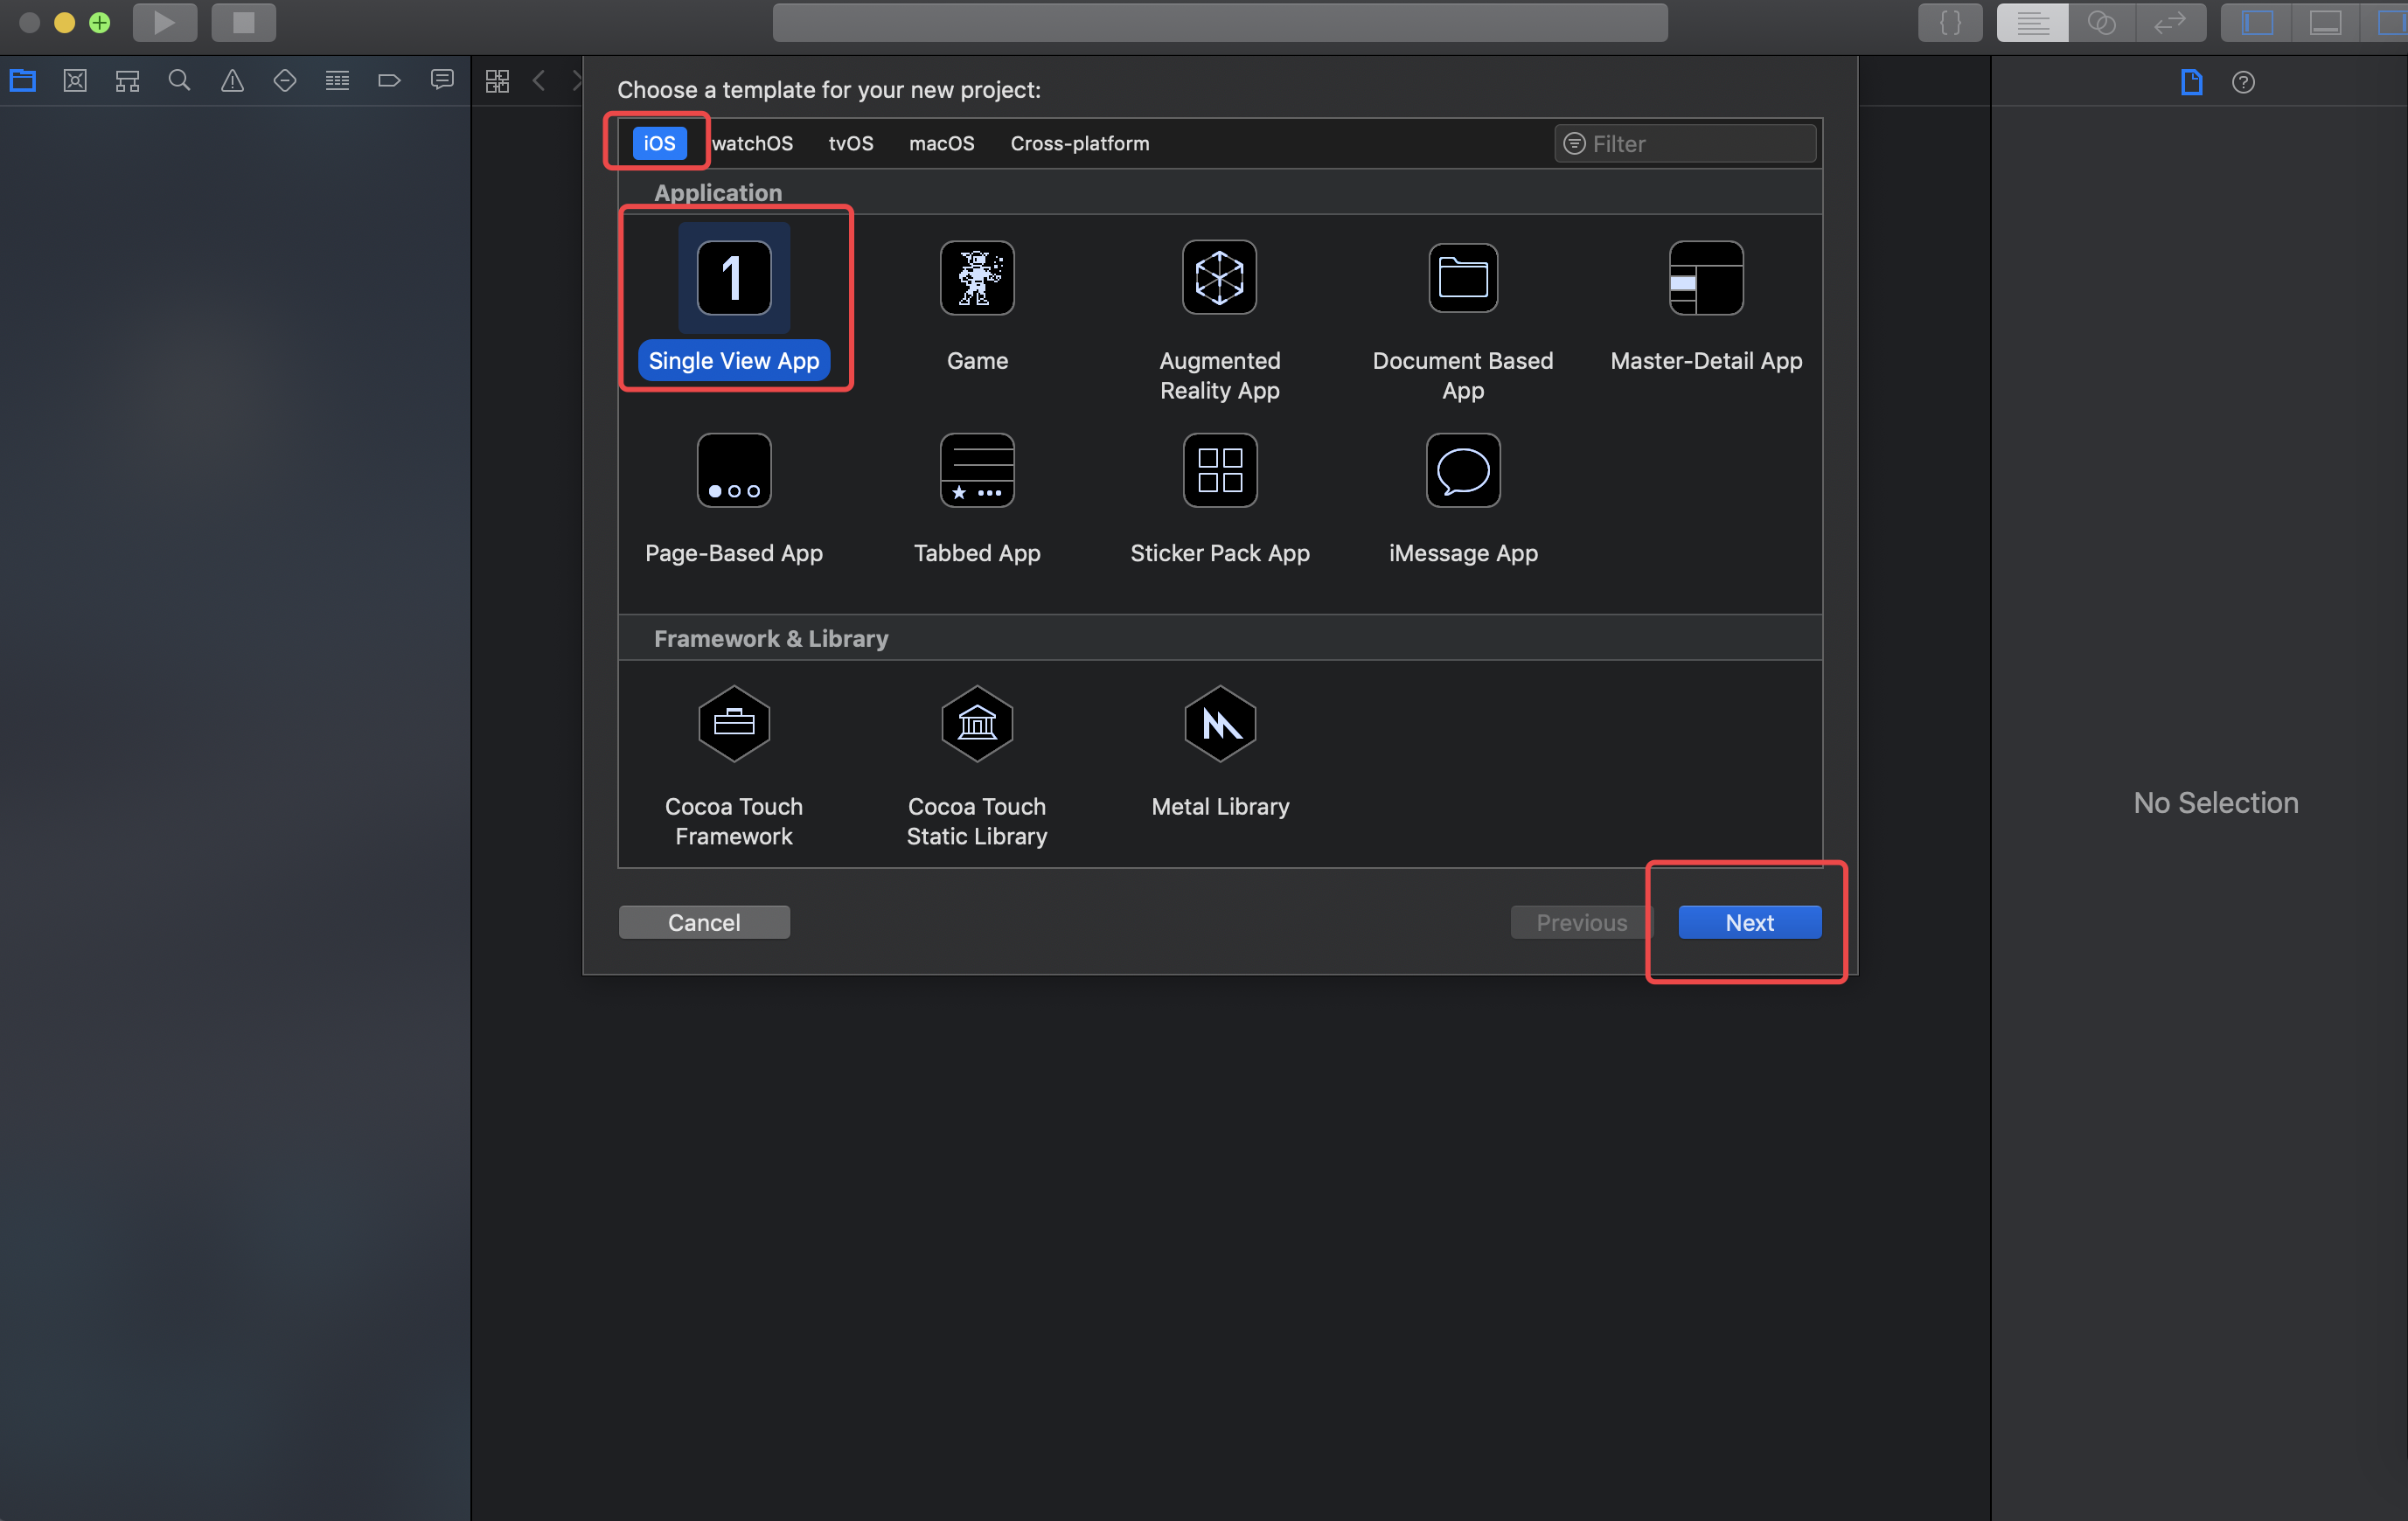 Choose a template for your new project:
iOS watchOS tvOS macOS Cross-platform Filter
Application
1
Single View App Game Augmented Reality App Document Based App Master-Detail App
Page-Based App Tabbed App Sticker Pack App iMessage App
Framework & Library
Cocoa Touch Framework Cocoa Touch Static Library Metal Library
No Selection
Cancel Previous Next